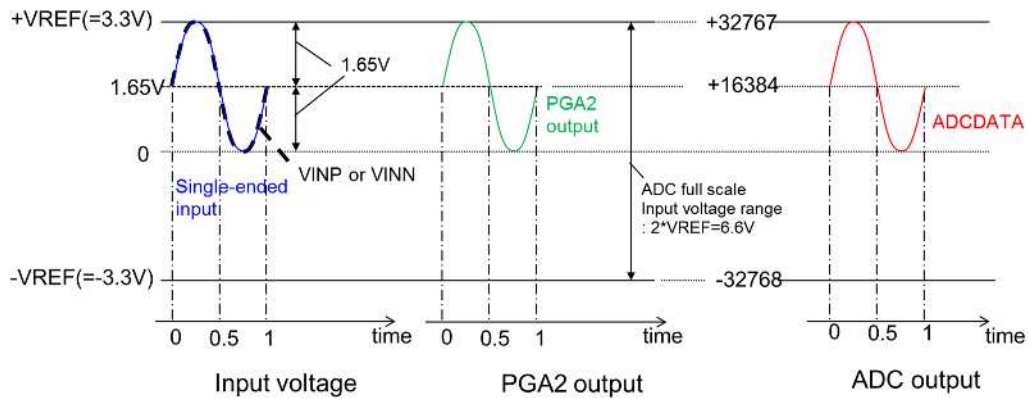 +VREF(=3.3V)
1.65V
1.65V
0
VINP or VINN
Single-ended
input
-VREF(=-3.3V)
0 0.5 1 time
Input voltage
PGA2
output
ADC full scale
Input voltage range
: 2*VREF=6.6V
0 0.5 1 time
PGA2 output
+32767
+16384
ADCDATA
-32768
0 0.5 1 time
ADC output